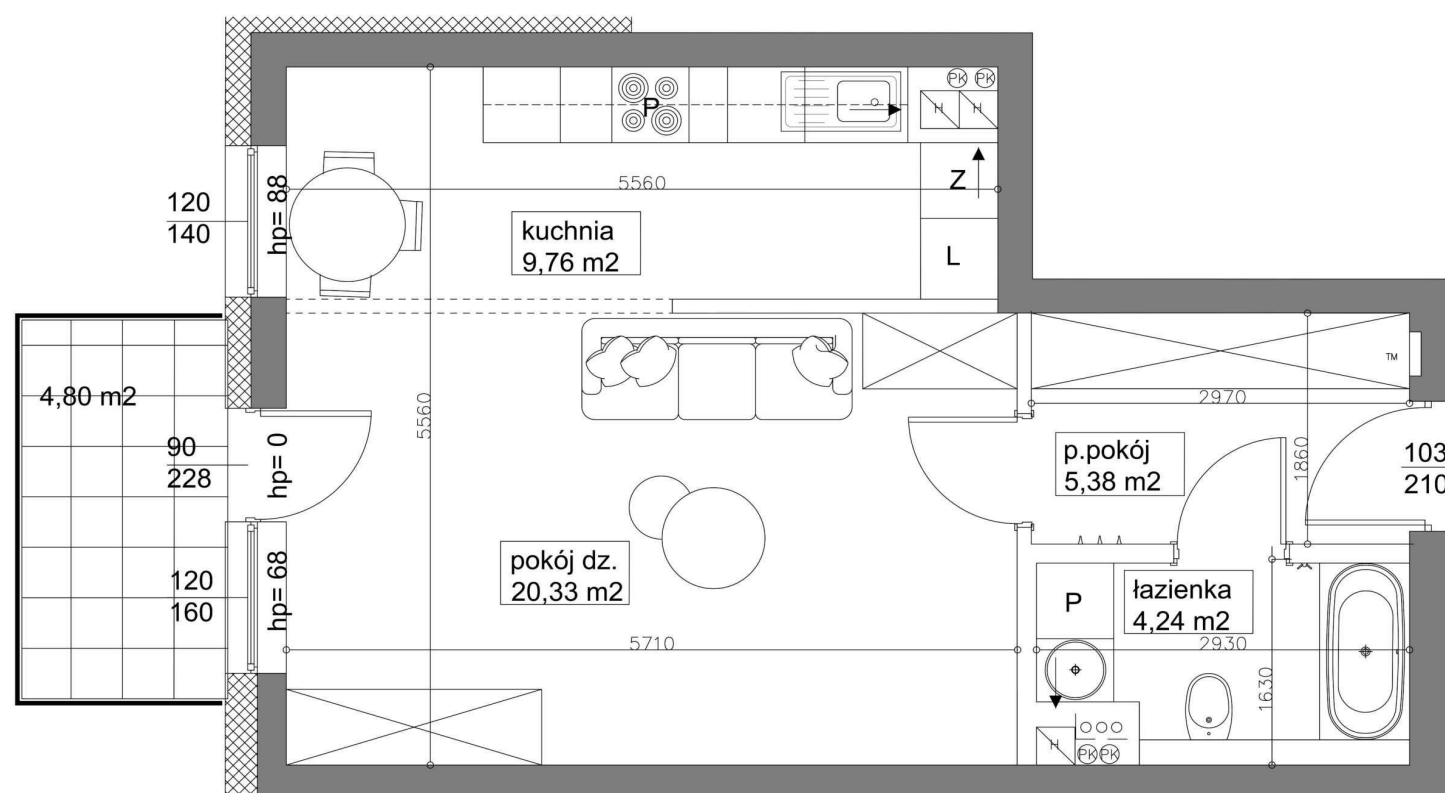 PK PK
P
H H
120
140
hp= 88
5560
Z
kuchnia
9,76 m2
L
4,80 m2
5560
TM
2970
90
228
hp= 0
p.pokój
5,38 m2
1860
103
210
pokój dz.
20,33 m2
120
160
hp= 68
P
łazienka
4,24 m2
5710
2930
1630
H
PK PK